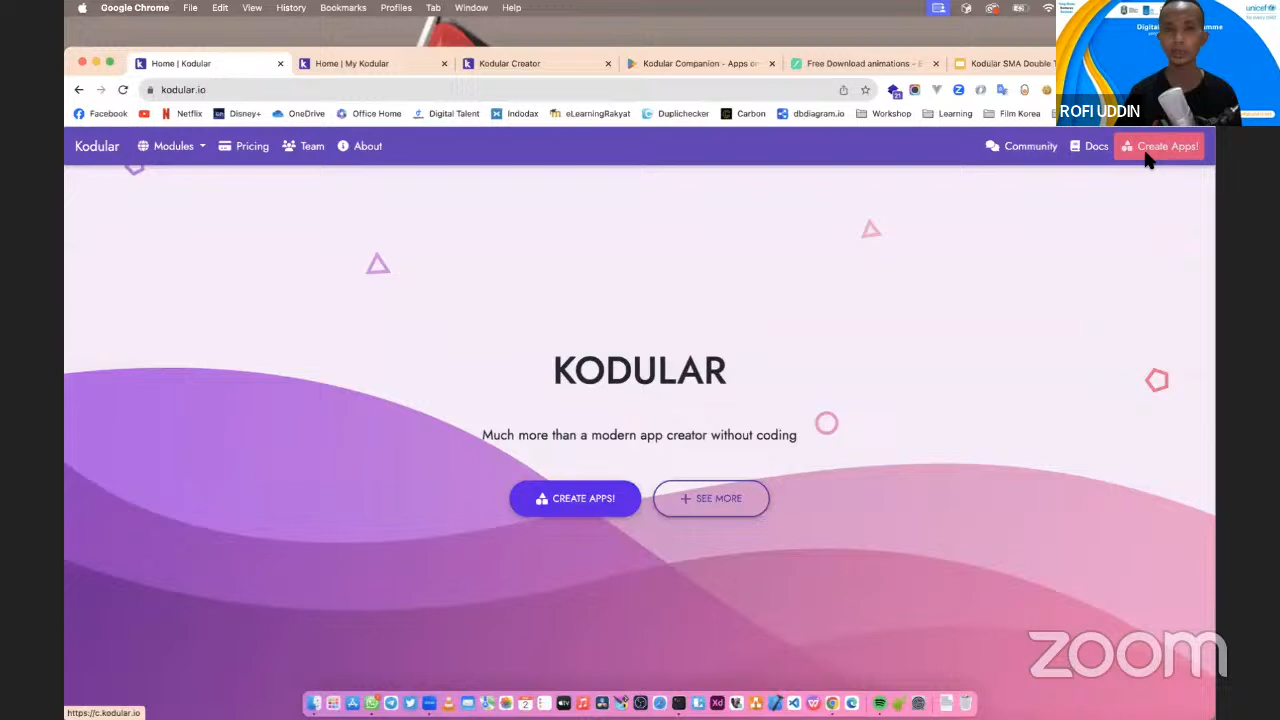 Google Chrome File Edit View History Bookmarks Profiles Tab Window Help
unicef
ROFI UDDIN
Home | Kodular
Home | My Kodular
Kodular Creator
Kodular Companion - Apps on
Free Download animations - E
Kodular SMA Double T
kodular.io
21
Facebook
Netflix
Disney+
OneDrive
Office Home
Digital Talent
Indodax
eLearningRakyat
Duplichecker
Carbon
dbdiagram.io
Workshop
Learning
Film Korea
Kodular Modules Pricing Team About Community Docs Create Apps!
KODULAR
Much more than a modern app creator without coding
CREATE APPS!
SEE MORE
zoom
2
Xd
https://c.kodular.io